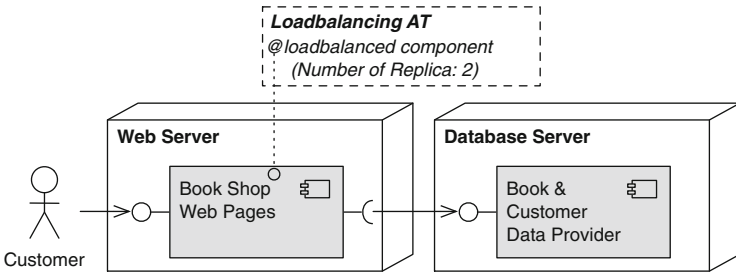 Loadbalancing AT
@loadbalanced component
(Number of Replica: 2)
Web Server
Database Server
Book Shop
Web Pages
Book &
Customer
Data Provider
Customer